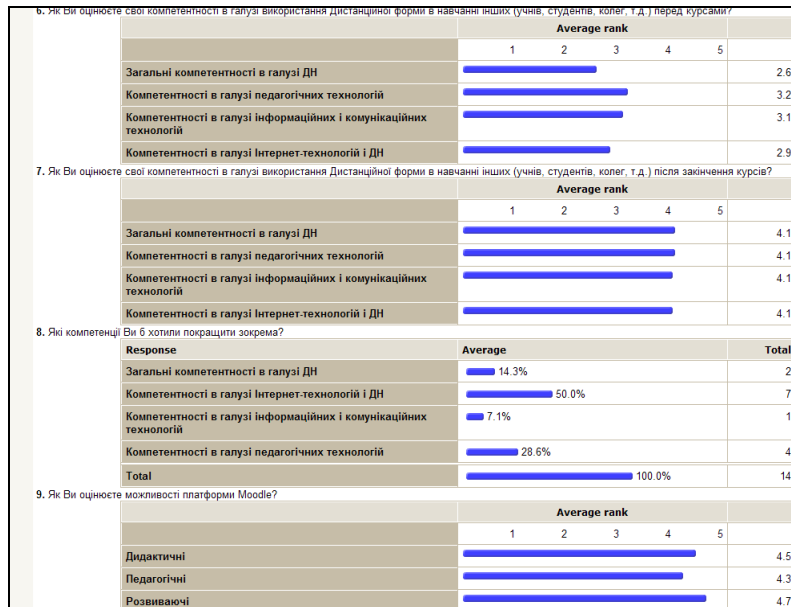 6. Як Ви оцінюєте свої компетентності в галузі використання Дистанційної форми в навчанні інших (учнів, студентів, колег, т.д.) перед курсами?
Average rank
1 2 3 4 5
Загальні компетентності в галузі ДН 2.6
Компетентності в галузі педагогічних технологій 3.2
Компетентності в галузі інформаційних і комунікаційних 3.1
технологій
Компетентності в галузі Інтернет-технологій і ДН 2.9
7. Як Ви оцінюєте свої компетентності в галузі використання Дистанційної форми в навчанні інших (учнів, студентів, колег, т.д.) після закінчення курсів?
Average rank
1 2 3 4 5
Загальні компетентності в галузі ДН 4.1
Компетентності в галузі педагогічних технологій 4.1
Компетентності в галузі інформаційних і комунікаційних 4.1
технологій
Компетентності в галузі Інтернет-технологій і ДН 4.1
8. Які компетенції Ви б хотили покращити зокрема?
Response Average Total
Загальні компетентності в галузі ДН 14.3% 2
Компетентності в галузі Інтернет-технологій і ДН 50.0% 7
Компетентності в галузі інформаційних і комунікаційних 7.1% 1
технологій
Компетентності в галузі педагогічних технологій 28.6% 4
Total 100.0% 14
9. Як Ви оцінюєте можливості платформи Moodle?
Average rank
1 2 3 4 5
Дидактичні 4.5
Педагогічні 4.3
Розвиваючі 4.7